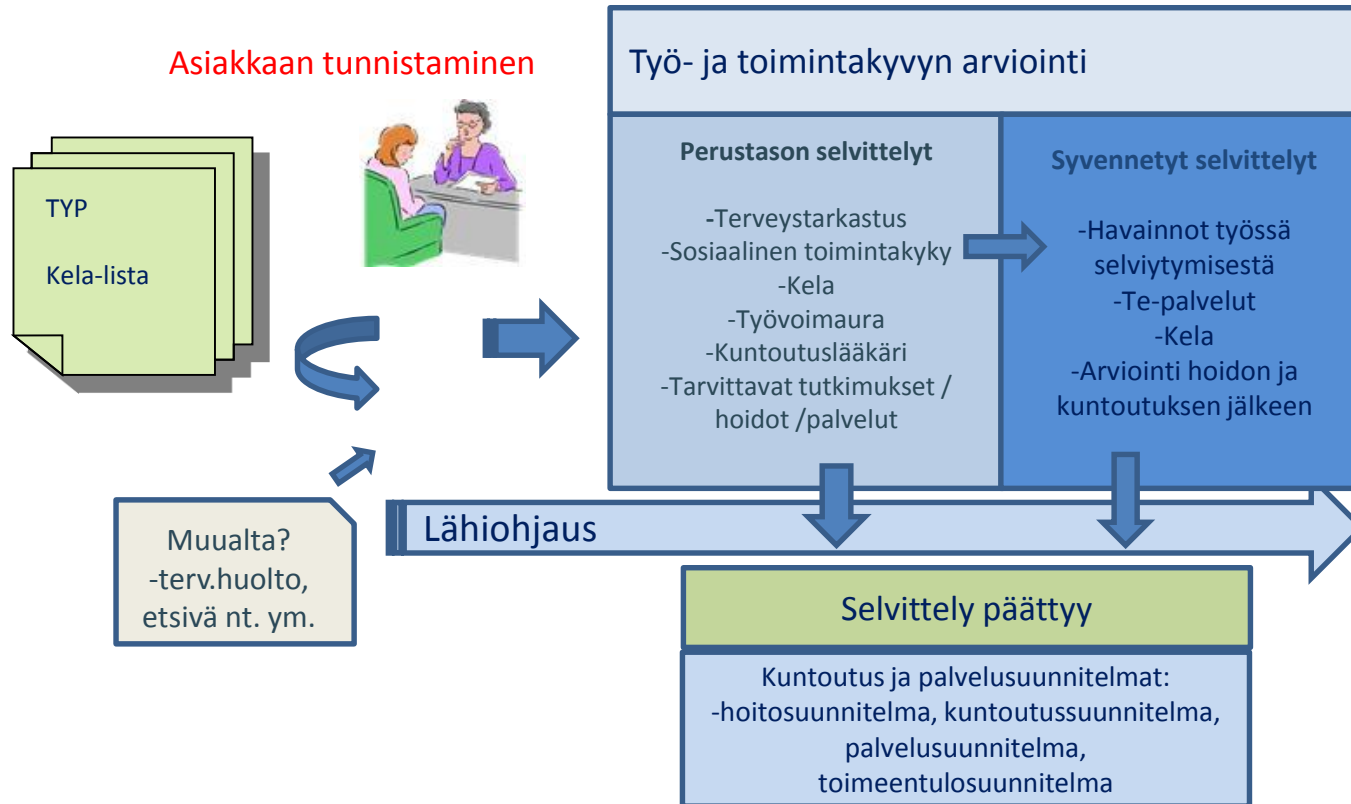 Asiakkaan tunnistaminen
TYP
Kela-lista
Muualta?
-terv.huolto,
etsivä nt. ym.
Työ- ja toimintakyvyn arviointi
Perustason selvittelyt
-Terveystarkastus
-Sosiaalinen toimintakyky
-Kela
-Työvoimaura
-Kuntoutuslääkäri
-Tarvittavat tutkimukset /
hoidot /palvelut
Syvennetyt selvittelyt
-Havainnot työssä
selviytymisestä
-Te-palvelut
-Kela
-Arviointi hoidon ja
kuntoutuksen jälkeen
Lähiohjaus
Selvittely päättyy
Kuntoutus ja palvelusuunnitelmat:
-hoitosuunnitelma, kuntoutussuunnitelma,
palvelusuunnitelma,
toimeentulosuunnitelma